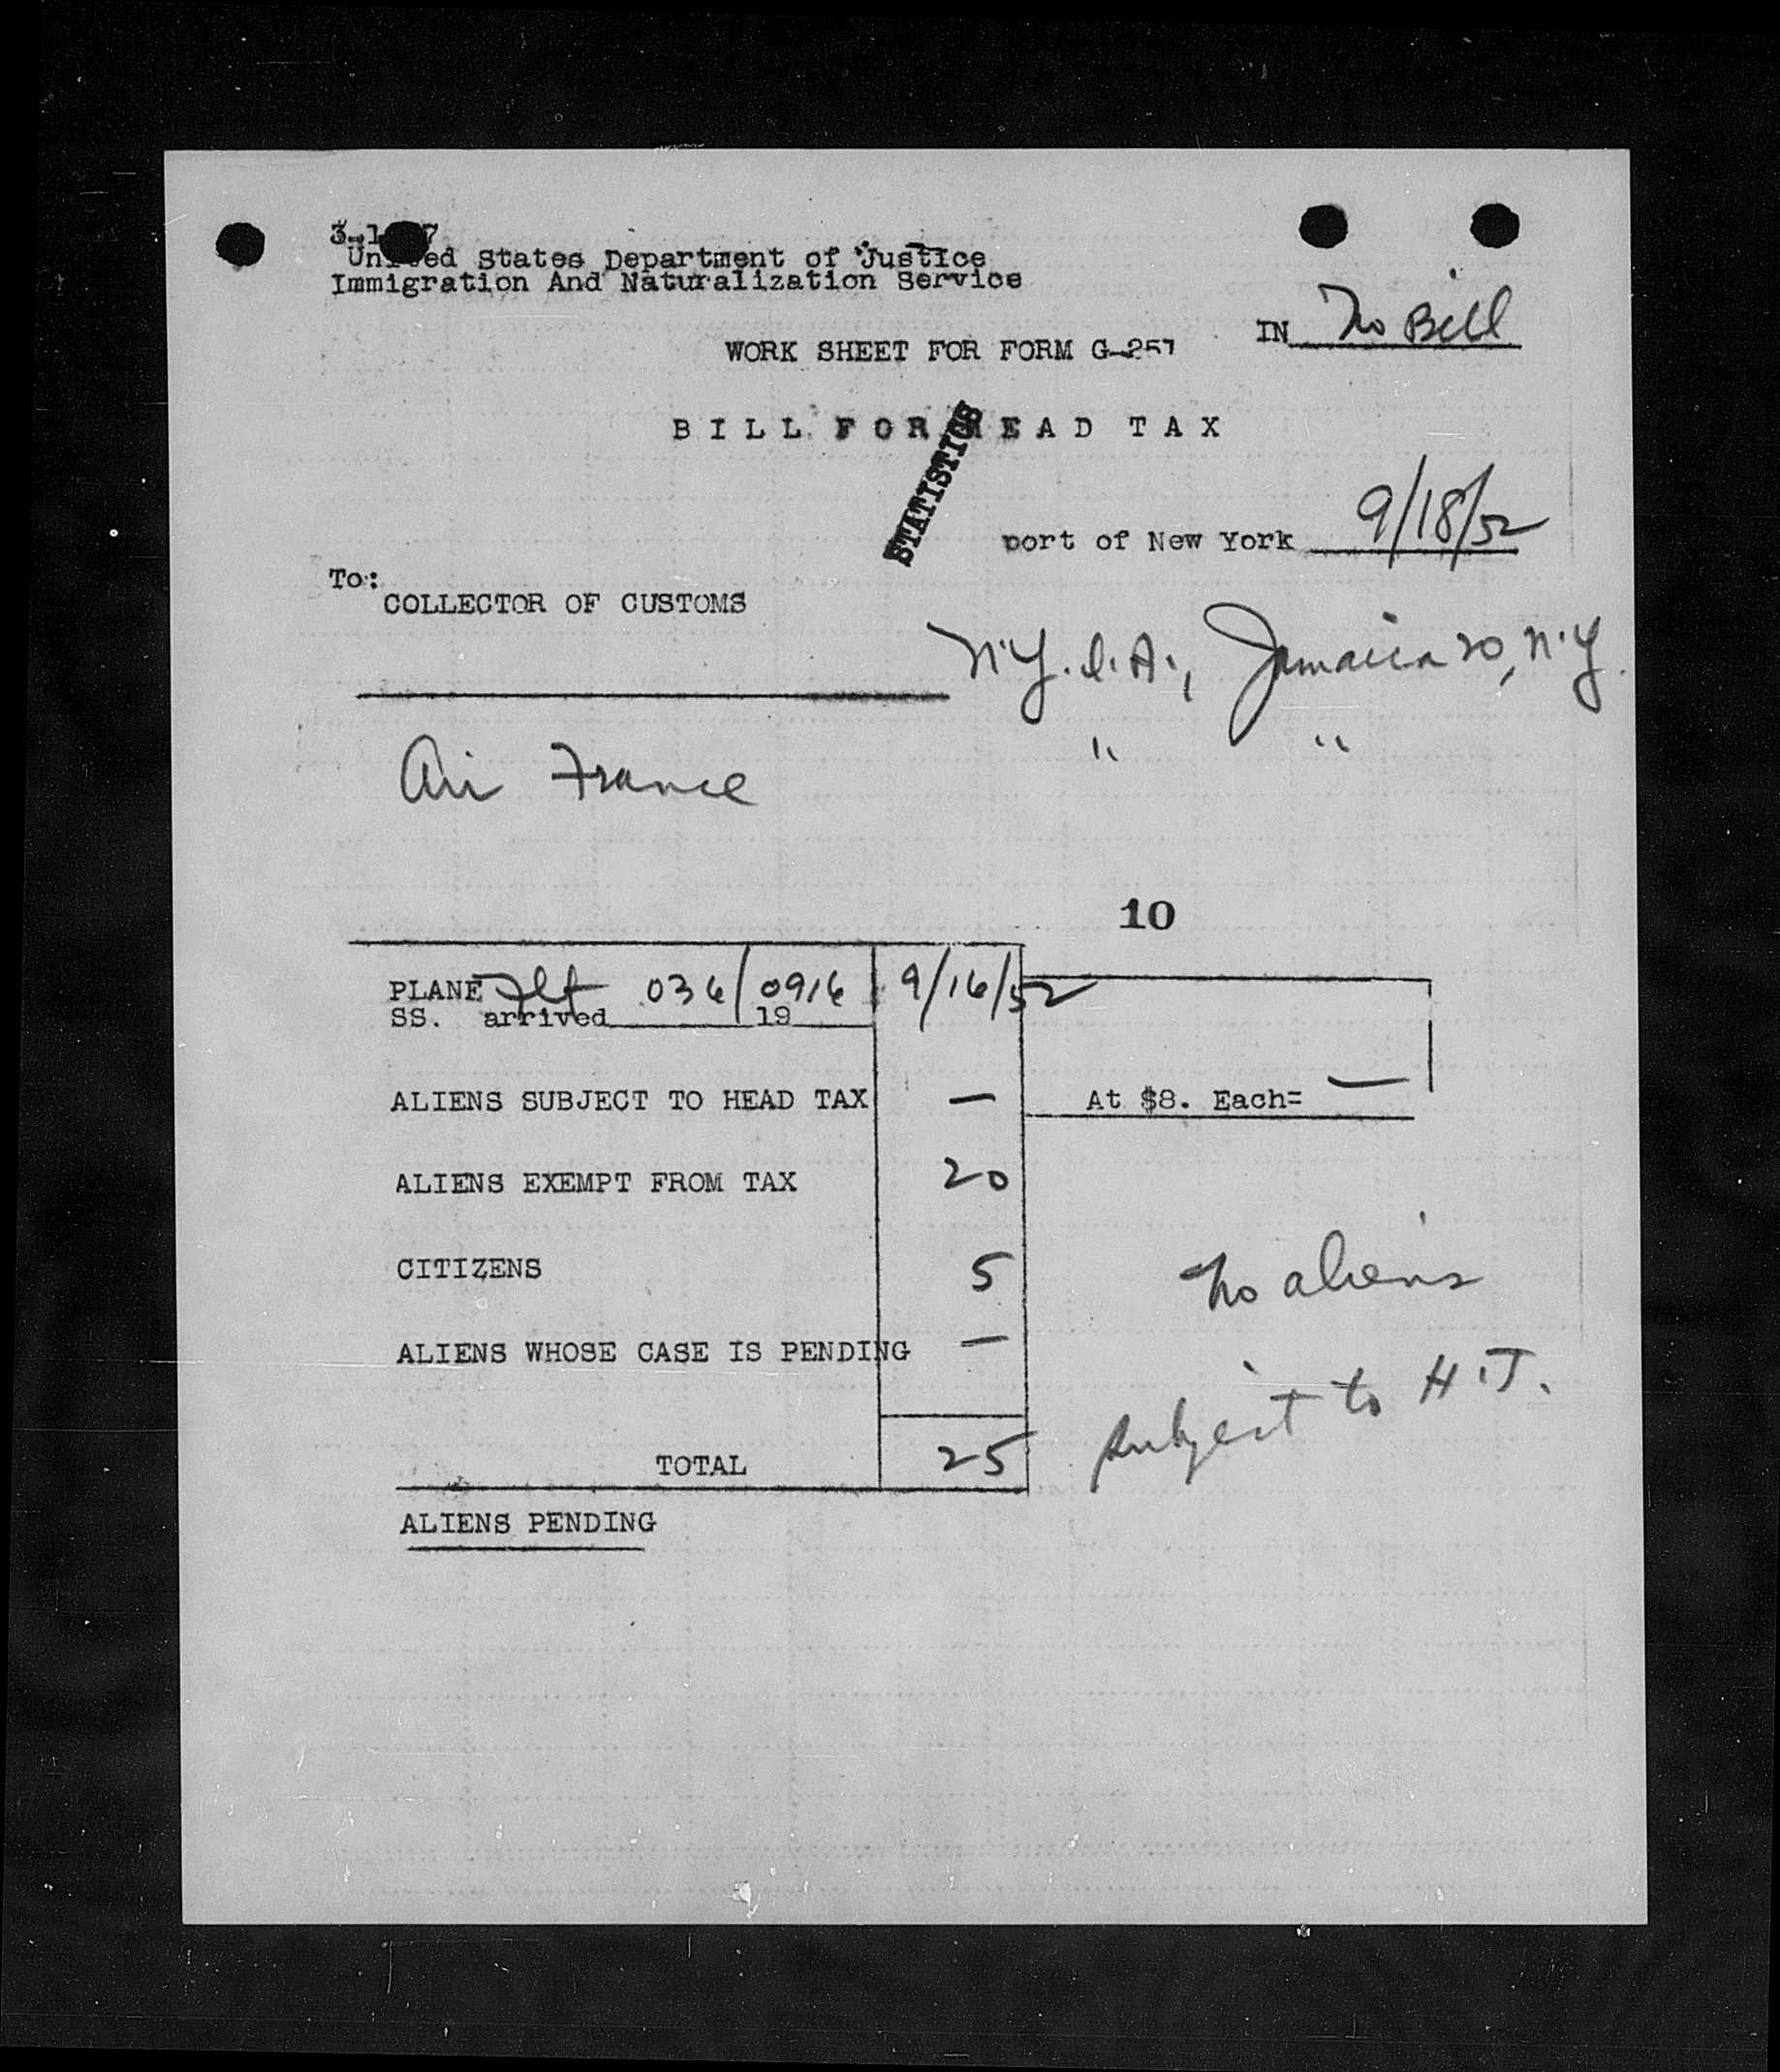 United States Department of Justice
Immigration And Naturalization Service
IN No Bill
WORK SHEET FOR FORM G-257
BILL FOR HEAD TAX
STATISTICS
port of New York 9/18/52
To:
COLLECTOR OF CUSTOMS
N.Y.I.A., Jamaica 20, N.Y.
Air France " "
10
PLANE Flt 036/0916 9/16/52
SS. arrived 19
ALIENS SUBJECT TO HEAD TAX — At $8. Each= —
ALIENS EXEMPT FROM TAX 20
CITIZENS 5
No aliens
ALIENS WHOSE CASE IS PENDING —
subject to H.T.
TOTAL 25
ALIENS PENDING